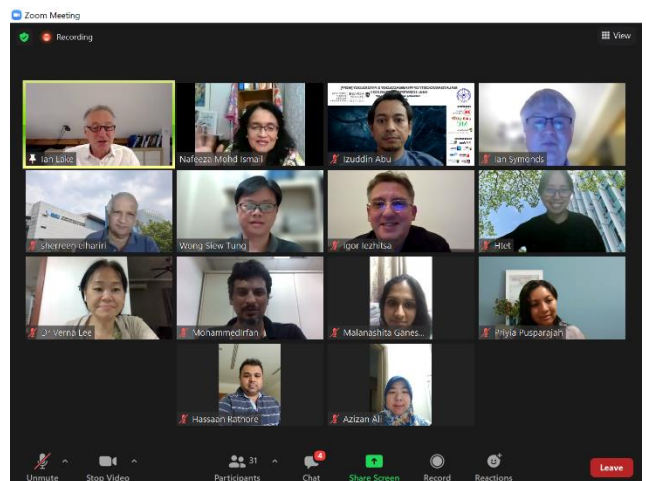 Zoom Meeting
Recording
View
Ian Lake
Nafeeza Mohd Ismail
Izuddin Abu
Ian Symonds
sherreen elhariri
Wong Siew Tung
Igor Iezhitsa
Htet
Dr Verna Lee
MohammedIrfan
Malanashita Ganes...
Priyia Pusparajah
Hassaan Rathore
Azizan Ali
Unmute
Stop Video
31
Participants
4
Chat
Share Screen
Record
Reactions
Leave